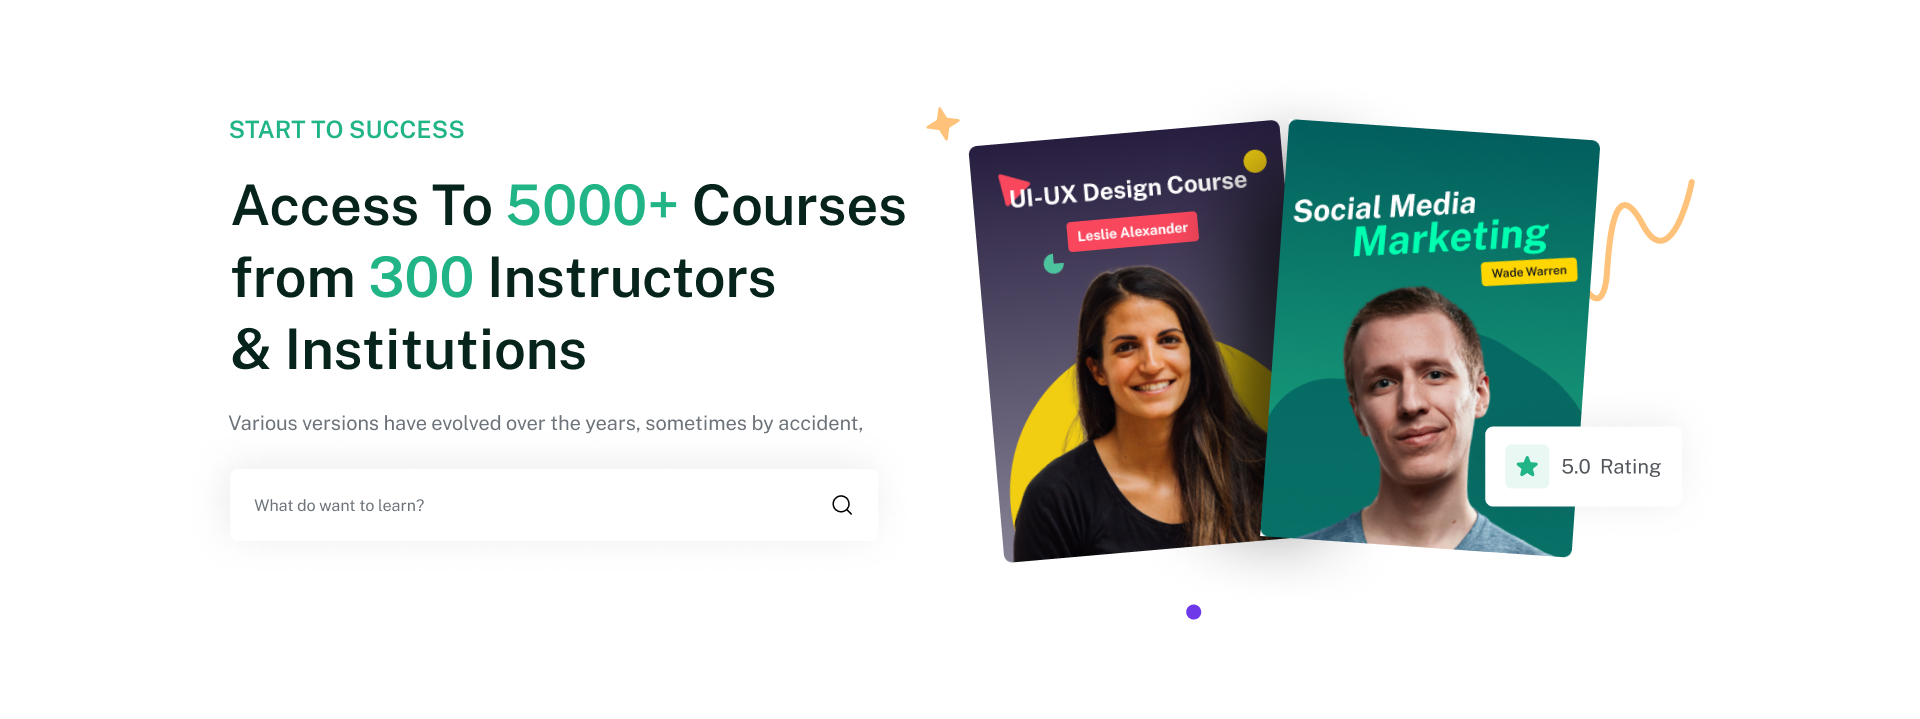 START TO SUCCESS
Access To 5000+ Courses
from 300 Instructors
& Institutions
Various versions have evolved over the years, sometimes by accident,
What do want to learn?
UI-UX Design Course
Leslie Alexander
Social Media
Marketing
Wade Warren
5.0 Rating